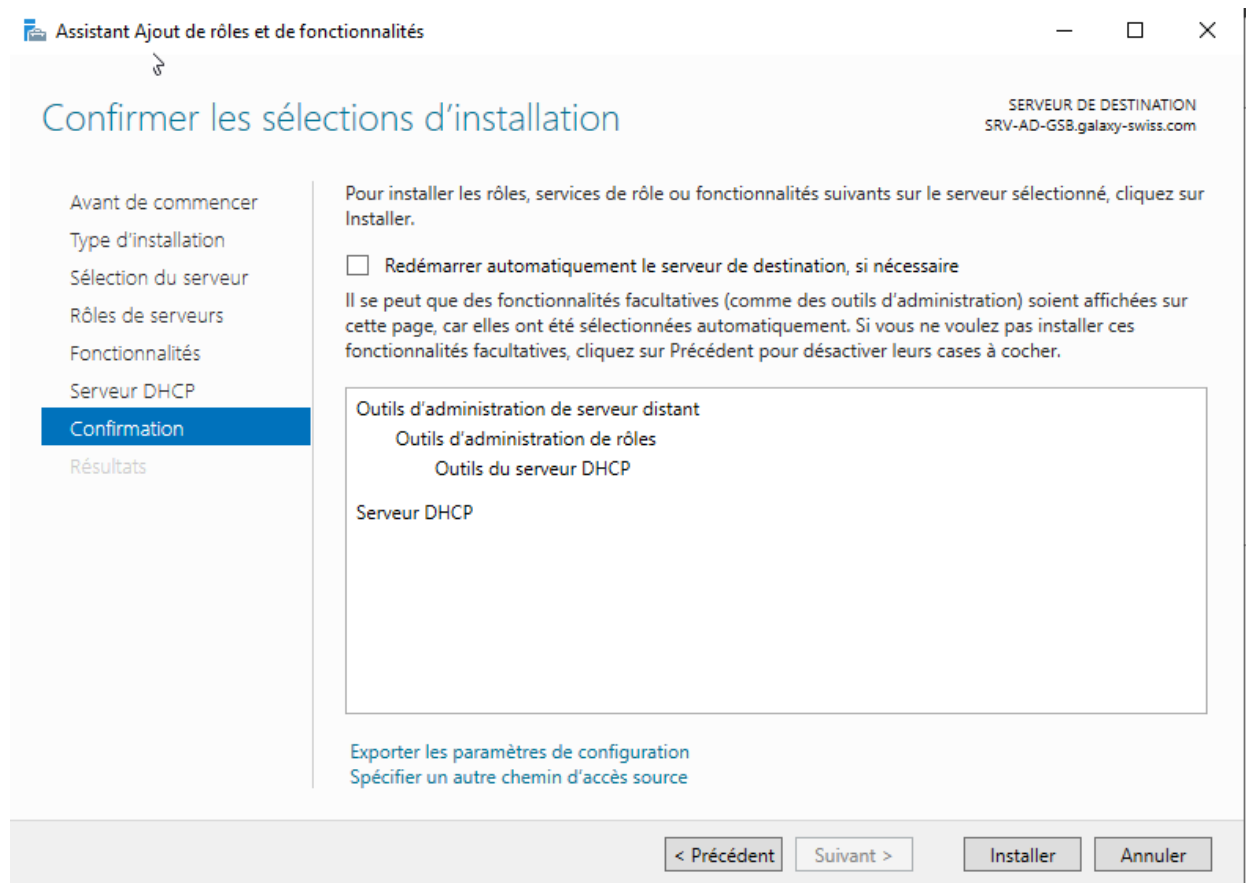 Assistant Ajout de rôles et de fonctionnalités
Confirmer les sélections d'installation
SERVEUR DE DESTINATION
SRV-AD-GSB.galaxy-swiss.com
Avant de commencer
Type d'installation
Sélection du serveur
Rôles de serveurs
Fonctionnalités
Serveur DHCP
Confirmation
Résultats
Pour installer les rôles, services de rôle ou fonctionnalités suivants sur le serveur sélectionné, cliquez sur
Installer.
Redémarrer automatiquement le serveur de destination, si nécessaire
Il se peut que des fonctionnalités facultatives (comme des outils d'administration) soient affichées sur
cette page, car elles ont été sélectionnées automatiquement. Si vous ne voulez pas installer ces
fonctionnalités facultatives, cliquez sur Précédent pour désactiver leurs cases à cocher.
Outils d'administration de serveur distant
Outils d'administration de rôles
Outils du serveur DHCP
Serveur DHCP
Exporter les paramètres de configuration
Spécifier un autre chemin d'accès source
< Précédent
Suivant >
Installer
Annuler